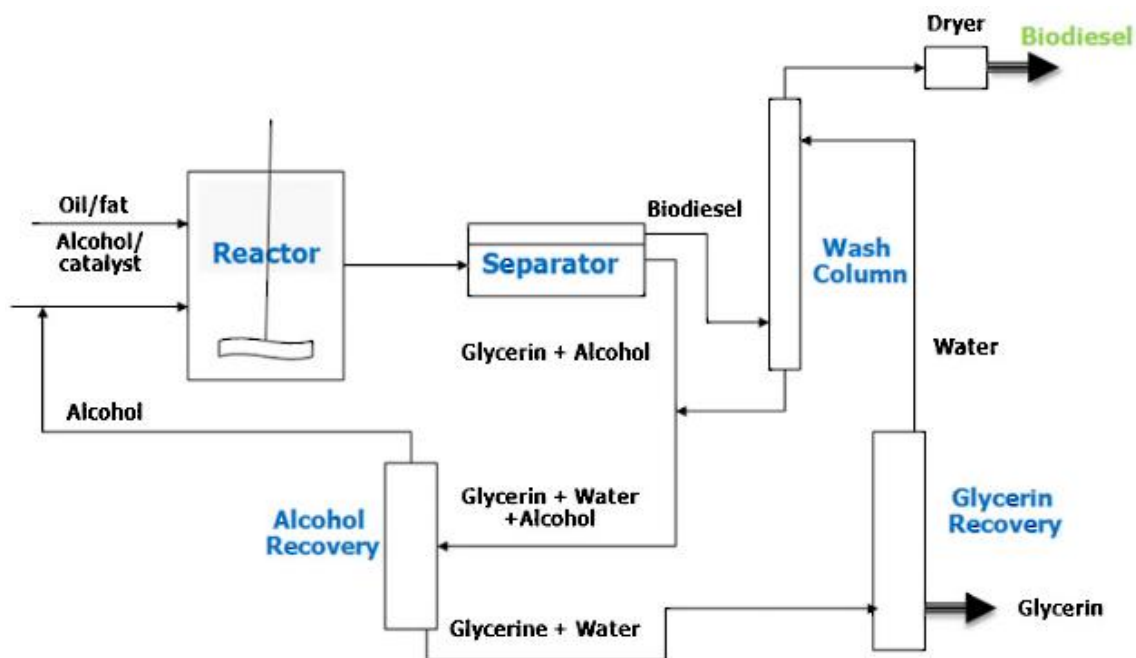 Dryer
Biodiesel
Oil/fat
Alcohol/
catalyst
Reactor
Biodiesel
Separator
Wash
Column
Glycerin + Alcohol
Water
Alcohol
Glycerin + Water
+Alcohol
Alcohol
Recovery
Glycerin
Recovery
Glycerin
Glycerine + Water